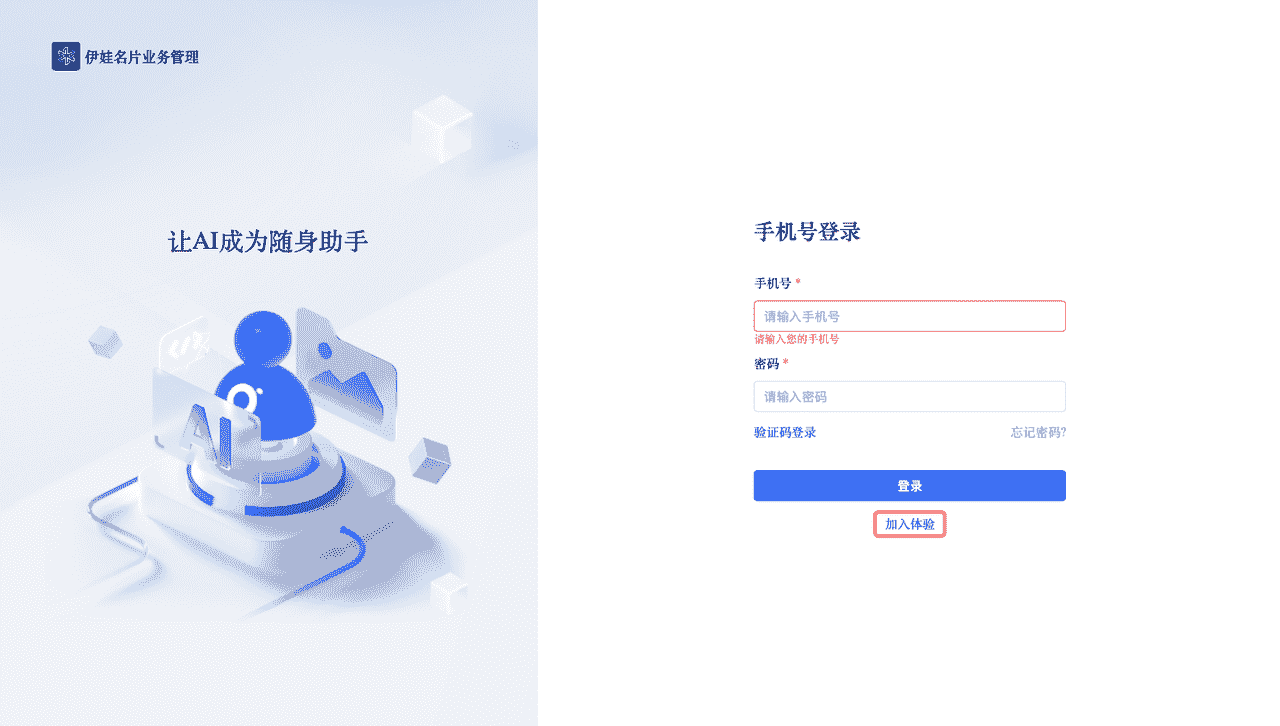 伊娃名片业务管理
让AI成为随身助手
AI
手机号登录
手机号 *
请输入手机号
请输入您的手机号
密码 *
请输入密码
验证码登录
忘记密码?
登录
加入体验